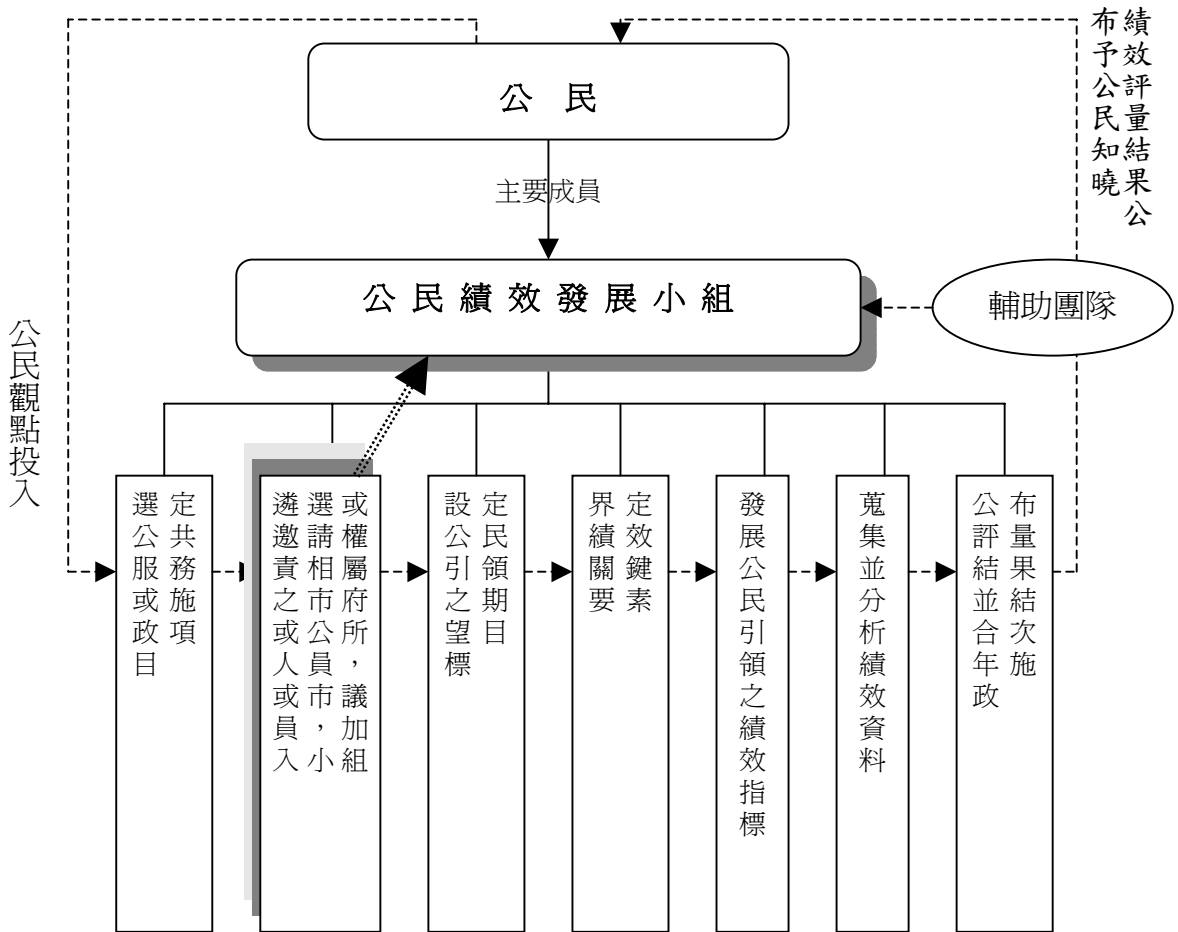 公民
績效評量結果公
布予公民知曉
主要成員
公民績效發展小組
輔助團隊
公民觀點投入
選定公共服務或施政項目
遴選或邀請權責相屬之市府或公所人員，或市議員，加入小組
設定公民引領之期望目標
界定績效關鍵要素
發展公民引領之績效指標
蒐集並分析績效資料
公布評量結果並結合次年施政